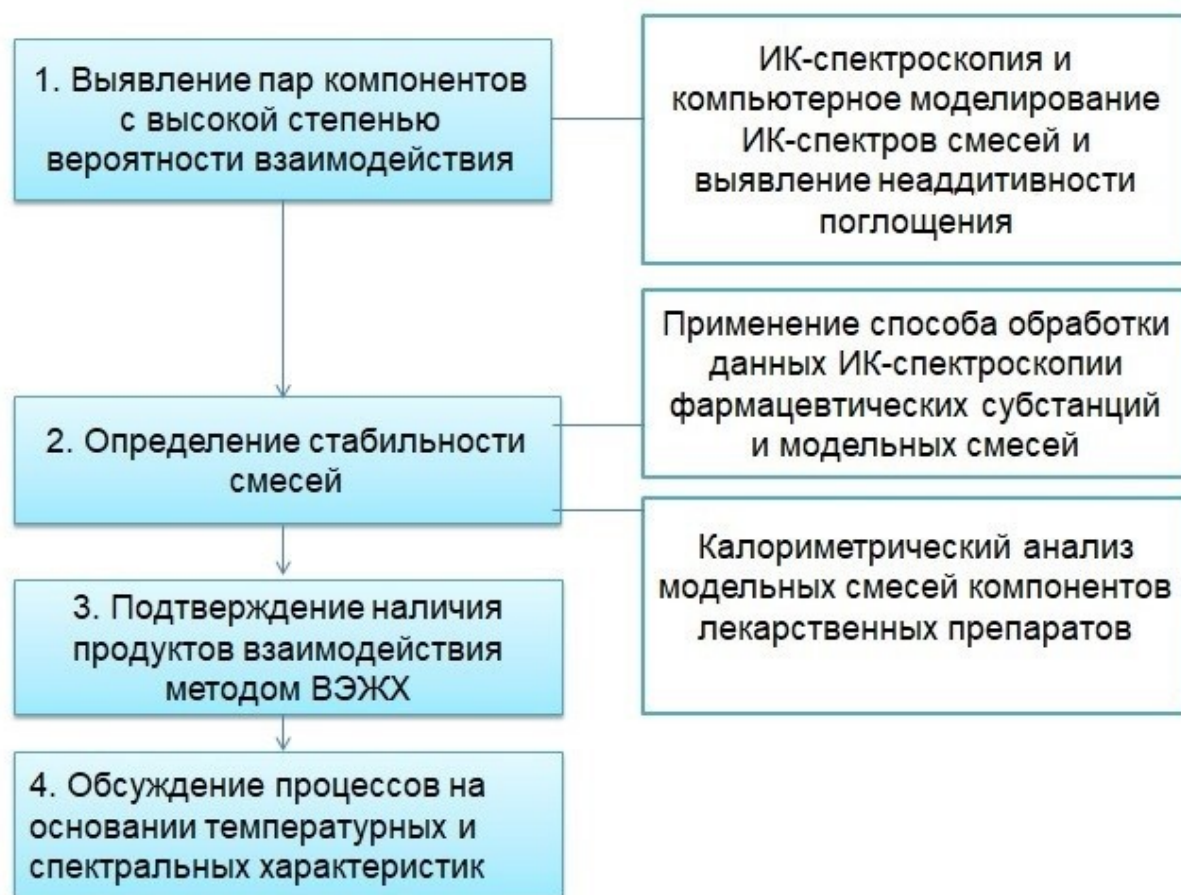 1. Выявление пар компонентов
с высокой степенью
вероятности взаимодействия
ИК-спектроскопия и
компьютерное моделирование
ИК-спектров смесей и
выявление неаддитивности
поглощения
2. Определение стабильности
смесей
Применение способа обработки
данных ИК-спектроскопии
фармацевтических субстанций
и модельных смесей
Калориметрический анализ
модельных смесей компонентов
лекарственных препаратов
3. Подтверждение наличия
продуктов взаимодействия
методом ВЭЖХ
4. Обсуждение процессов на
основании температурных и
спектральных характеристик